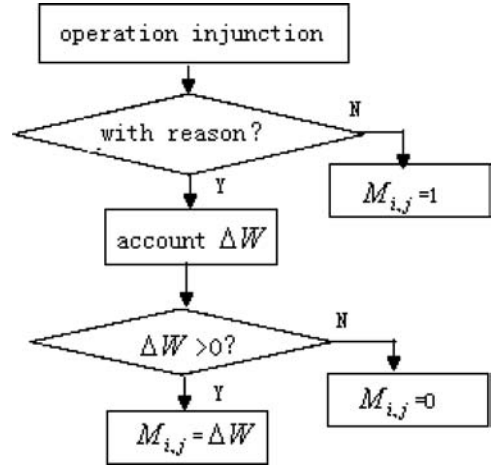 operation injunction
with reason?
N
Y
M_{i,j}=1
account ΔW
ΔW >0?
N
Y
M_{i,j}=0
M_{i,j} = ΔW